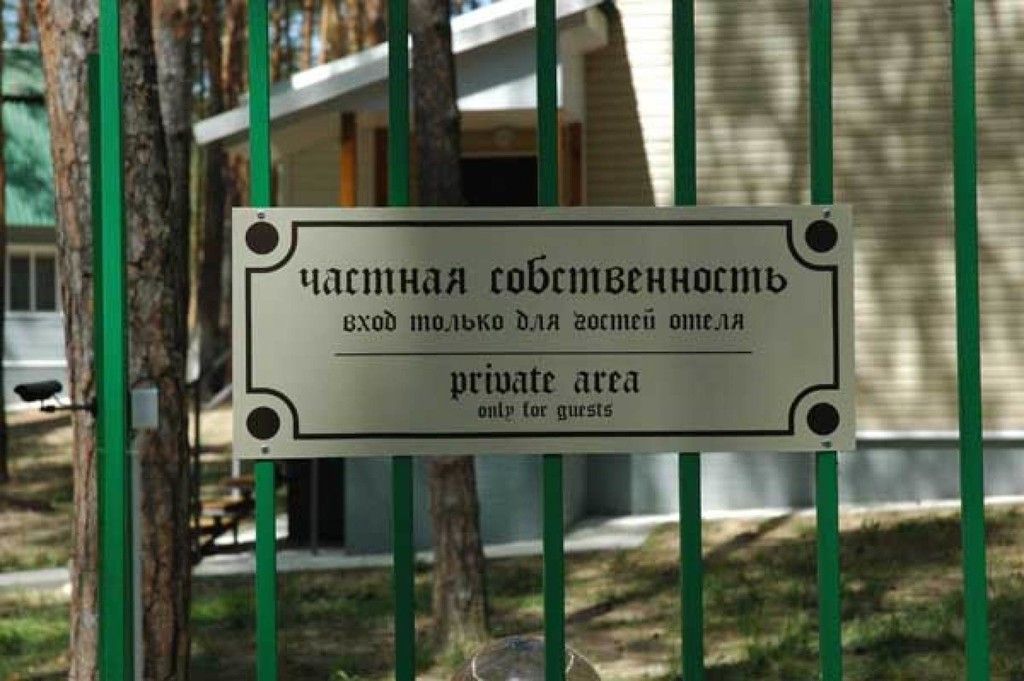 частная собственность
вход только для гостей отеля
private area
only for guests